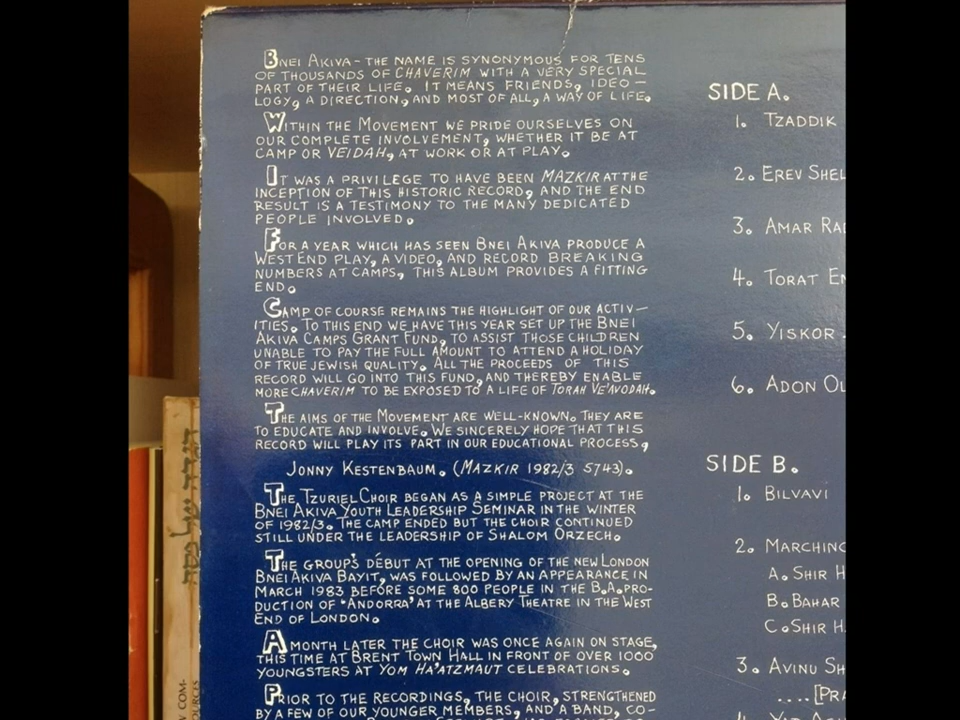 BNEI AKIVA - THE NAME IS SYNONYMOUS FOR TENS
OF THOUSANDS OF CHAVERIM WITH A VERY SPECIAL
PART OF THEIR LIFE. IT MEANS FRIENDS, IDEO-
LOGY, A DIRECTION, AND MOST OF ALL, A WAY OF LIFE.
WITHIN THE MOVEMENT WE PRIDE OURSELVES ON
OUR COMPLETE INVOLVEMENT, WHETHER IT BE AT
CAMP OR VEIDAH, AT WORK OR AT PLAY.
IT WAS A PRIVILEGE TO HAVE BEEN MAZKIR AT THE
INCEPTION OF THIS HISTORIC RECORD, AND THE END
RESULT IS A TESTIMONY TO THE MANY DEDICATED
PEOPLE INVOLVED.
FOR A YEAR WHICH HAS SEEN BNEI AKIVA PRODUCE A
WEST END PLAY, A VIDEO, AND RECORD BREAKING
NUMBERS AT CAMPS, THIS ALBUM PROVIDES A FITTING
END.
CAMP OF COURSE REMAINS THE HIGHLIGHT OF OUR ACTIV-
ITIES. TO THIS END WE HAVE THIS YEAR SET UP THE BNEI
AKIVA CAMPS GRANT FUND, TO ASSIST THOSE CHILDREN
UNABLE TO PAY THE FULL AMOUNT TO ATTEND A HOLIDAY
OF TRUE JEWISH QUALITY. ALL THE PROCEEDS OF THIS
RECORD WILL GO INTO THIS FUND, AND THEREBY ENABLE
MORE CHAVERIM TO BE EXPOSED TO A LIFE OF TORAH VE'AVODAH.
THE AIMS OF THE MOVEMENT ARE WELL-KNOWN. THEY ARE
TO EDUCATE AND INVOLVE. WE SINCERELY HOPE THAT THIS
RECORD WILL PLAY ITS PART IN OUR EDUCATIONAL PROCESS,
JONNY KESTENBAUM. (MAZKIR 1982/3 5743).
THE TZURIEL CHOIR BEGAN AS A SIMPLE PROJECT AT THE
BNEI AKIVA YOUTH LEADERSHIP SEMINAR IN THE WINTER
OF 1982/3. THE CAMP ENDED BUT THE CHOIR CONTINUED
STILL UNDER THE LEADERSHIP OF SHALOM ORZECH.
THE GROUP'S DÉBUT AT THE OPENING OF THE NEW LONDON
BNEI AKIVA BAYIT, WAS FOLLOWED BY AN APPEARANCE IN
MARCH 1983 BEFORE SOME 800 PEOPLE IN THE B.A. PRO-
DUCTION OF 'ANDORRA' AT THE ALBERY THEATRE IN THE WEST
END OF LONDON.
A MONTH LATER THE CHOIR WAS ONCE AGAIN ON STAGE,
THIS TIME AT BRENT TOWN HALL IN FRONT OF OVER 1000
YOUNGSTERS AT YOM HA'ATZMAUT CELEBRATIONS.
PRIOR TO THE RECORDINGS, THE CHOIR, STRENGTHENED
BY A FEW OF OUR YOUNGER MEMBERS, AND A BAND, CO-
SIDE A.
1. TZADDIK
2. EREV SHEL
3. AMAR RA
4. TORAT E
5. YISKOR
6. ADON OL
SIDE B.
1. BILVAVI
2. MARCHING
A. SHIR H
B. BAHAR
C. SHIR H
3. AVINU SH
....[PR
4.